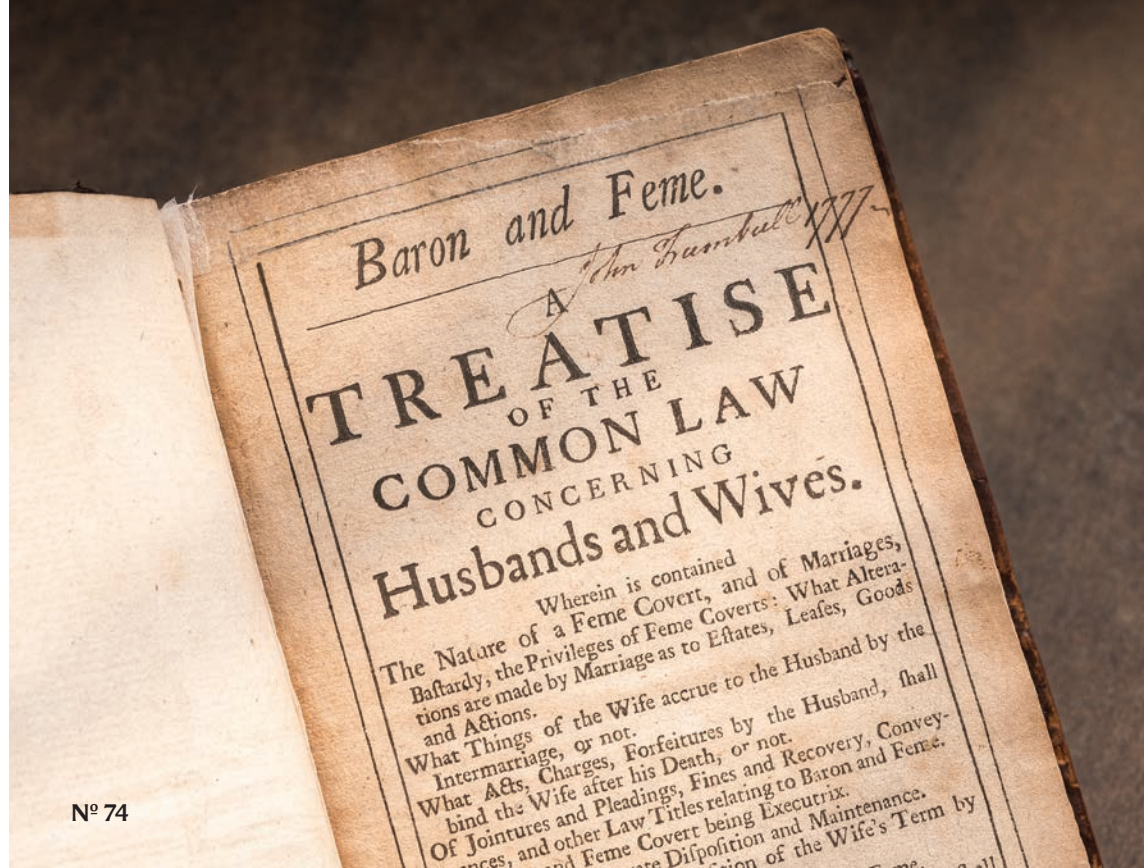 Baron and Feme.
John Trumbull 1777
A
TREATISE
OF THE
COMMON LAW
CONCERNING
Husbands and Wives.
Wherein is contained
The Nature of a Feme Covert, and of Marriages,
Baſtardy, the Privileges of Feme Coverts: What Altera-
tions are made by Marriage as to Eſtates, Leaſes, Goods
and Actions.
What Things of the Wife accrue to the Husband by the
Intermarriage, or not.
What Acts, Charges, Forfeitures by the Husband, ſhall
bind the Wife after his Death, or not.
Of Jointures and Pleadings, Fines and Recovery, Convey-
ances, and other Law Titles relating to Baron and Feme.
and Feme Covert being Executrix.
Diſpoſition and Maintenance.
of the Wife's Term by
Feme.
Nº 74